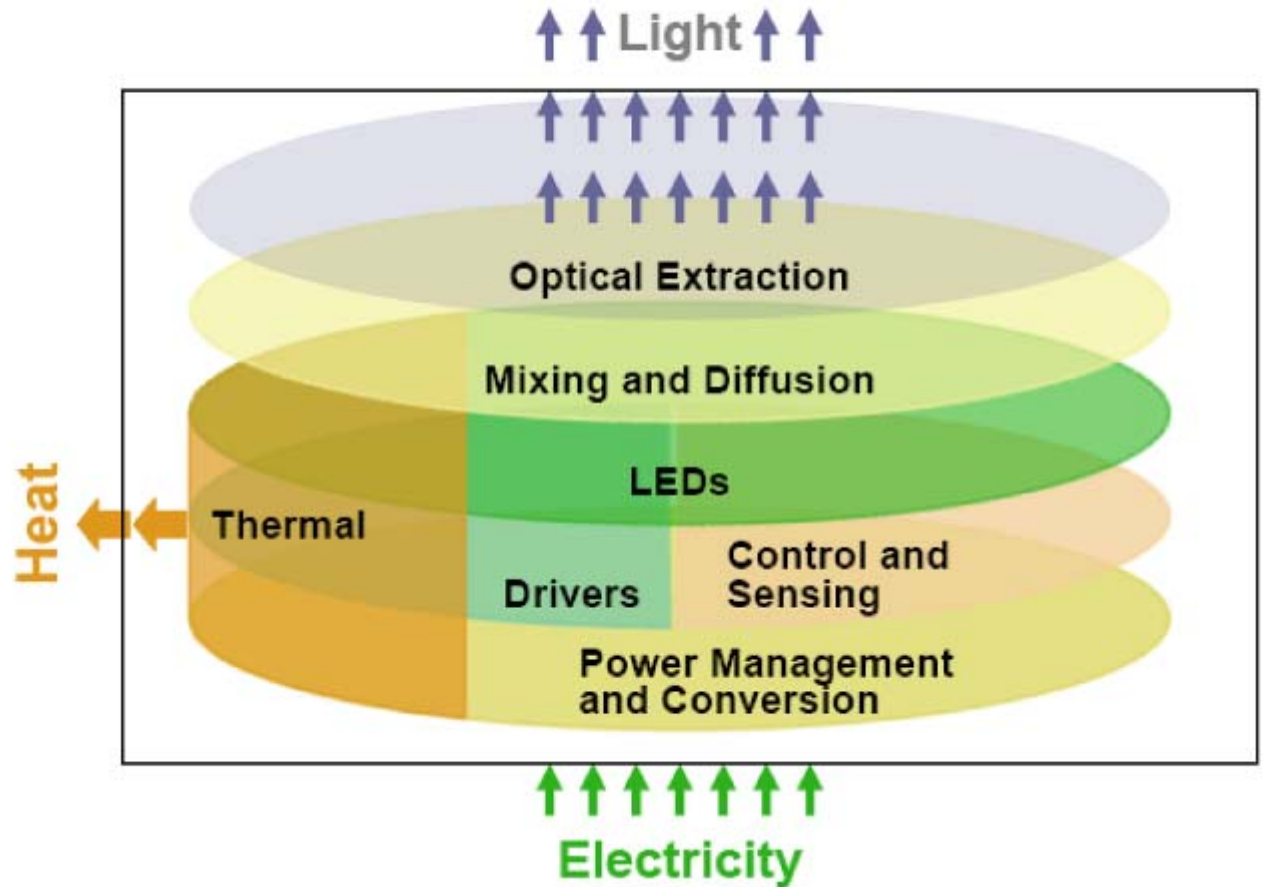 Light
Optical Extraction
Mixing and Diffusion
LEDs
Heat
Thermal
Control and
Sensing
Drivers
Power Management
and Conversion
Electricity